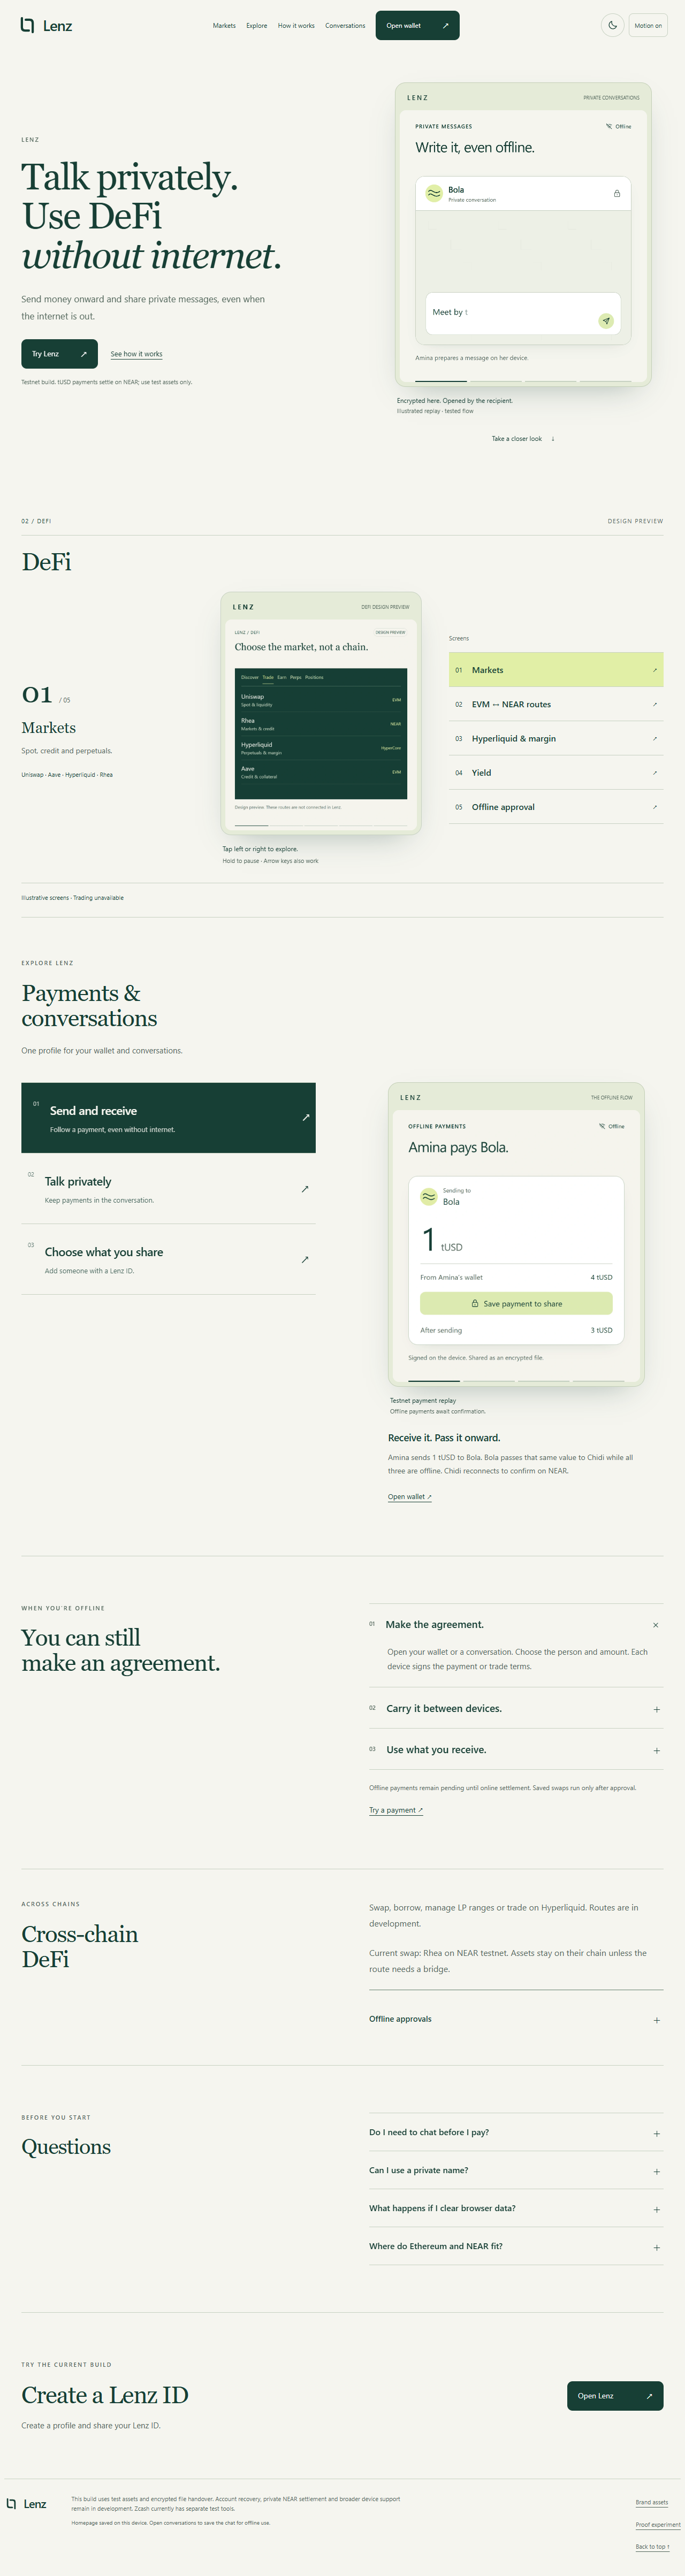 Lenz
Markets Explore How it works Conversations Open wallet ↗ Motion on
LENZ
Talk privately.
Use DeFi
without internet.
Send money onward and share private messages, even when
the internet is out.
Try Lenz ↗ See how it works
Testnet build. tUSD payments settle on NEAR; use test assets only.
LENZ PRIVATE CONVERSATIONS
PRIVATE MESSAGES Offline
Write it, even offline.
Bola
Private conversation
Meet by t
Amina prepares a message on her device.
Encrypted here. Opened by the recipient.
Illustrated replay · tested flow
Take a closer look ↓
02 / DEFI DESIGN PREVIEW
DeFi
01 / 05
Markets
Spot, credit and perpetuals.
Uniswap · Aave · Hyperliquid · Rhea
LENZ DEFI DESIGN PREVIEW
LENZ / DEFI DESIGN PREVIEW
Choose the market, not a chain.
Discover Trade Earn Perps Positions
Uniswap
Spot & liquidity EVM
Rhea
Markets & credit NEAR
Hyperliquid
Perpetuals & margin HyperCore
Aave
Credit & collateral EVM
Design preview. These routes are not connected in Lenz.
Tap left or right to explore.
Hold to pause · Arrow keys also work
Screens
01 Markets ↗
02 EVM ↔ NEAR routes ↗
03 Hyperliquid & margin ↗
04 Yield ↗
05 Offline approval ↗
Illustrative screens · Trading unavailable
EXPLORE LENZ
Payments &
conversations
One profile for your wallet and conversations.
01 Send and receive ↗
Follow a payment, even without internet.
02 Talk privately ↗
Keep payments in the conversation.
03 Choose what you share ↗
Add someone with a Lenz ID.
LENZ THE OFFLINE FLOW
OFFLINE PAYMENTS Offline
Amina pays Bola.
Sending to
Bola
1 tUSD
From Amina's wallet 4 tUSD
Save payment to share
After sending 3 tUSD
Signed on the device. Shared as an encrypted file.
Testnet payment replay
Offline payments await confirmation.
Receive it. Pass it onward.
Amina sends 1 tUSD to Bola. Bola passes that same value to Chidi while all
three are offline. Chidi reconnects to confirm on NEAR.
Open wallet ↗
WHEN YOU'RE OFFLINE
You can still
make an agreement.
01 Make the agreement. ×
Open your wallet or a conversation. Choose the person and amount. Each
device signs the payment or trade terms.
02 Carry it between devices. +
03 Use what you receive. +
Offline payments remain pending until online settlement. Saved swaps run only after approval.
Try a payment ↗
ACROSS CHAINS
Cross-chain
DeFi
Swap, borrow, manage LP ranges or trade on Hyperliquid. Routes are in
development.
Current swap: Rhea on NEAR testnet. Assets stay on their chain unless the
route needs a bridge.
Offline approvals +
BEFORE YOU START
Questions
Do I need to chat before I pay? +
Can I use a private name? +
What happens if I clear browser data? +
Where do Ethereum and NEAR fit? +
TRY THE CURRENT BUILD
Create a Lenz ID
Create a profile and share your Lenz ID.
Open Lenz ↗
Lenz
This build uses test assets and encrypted file handover. Account recovery, private NEAR settlement and broader device support
remain in development. Zcash currently has separate test tools.
Homepage saved on this device. Open conversations to save the chat for offline use.
Brand assets
Proof experiment
Back to top ↑